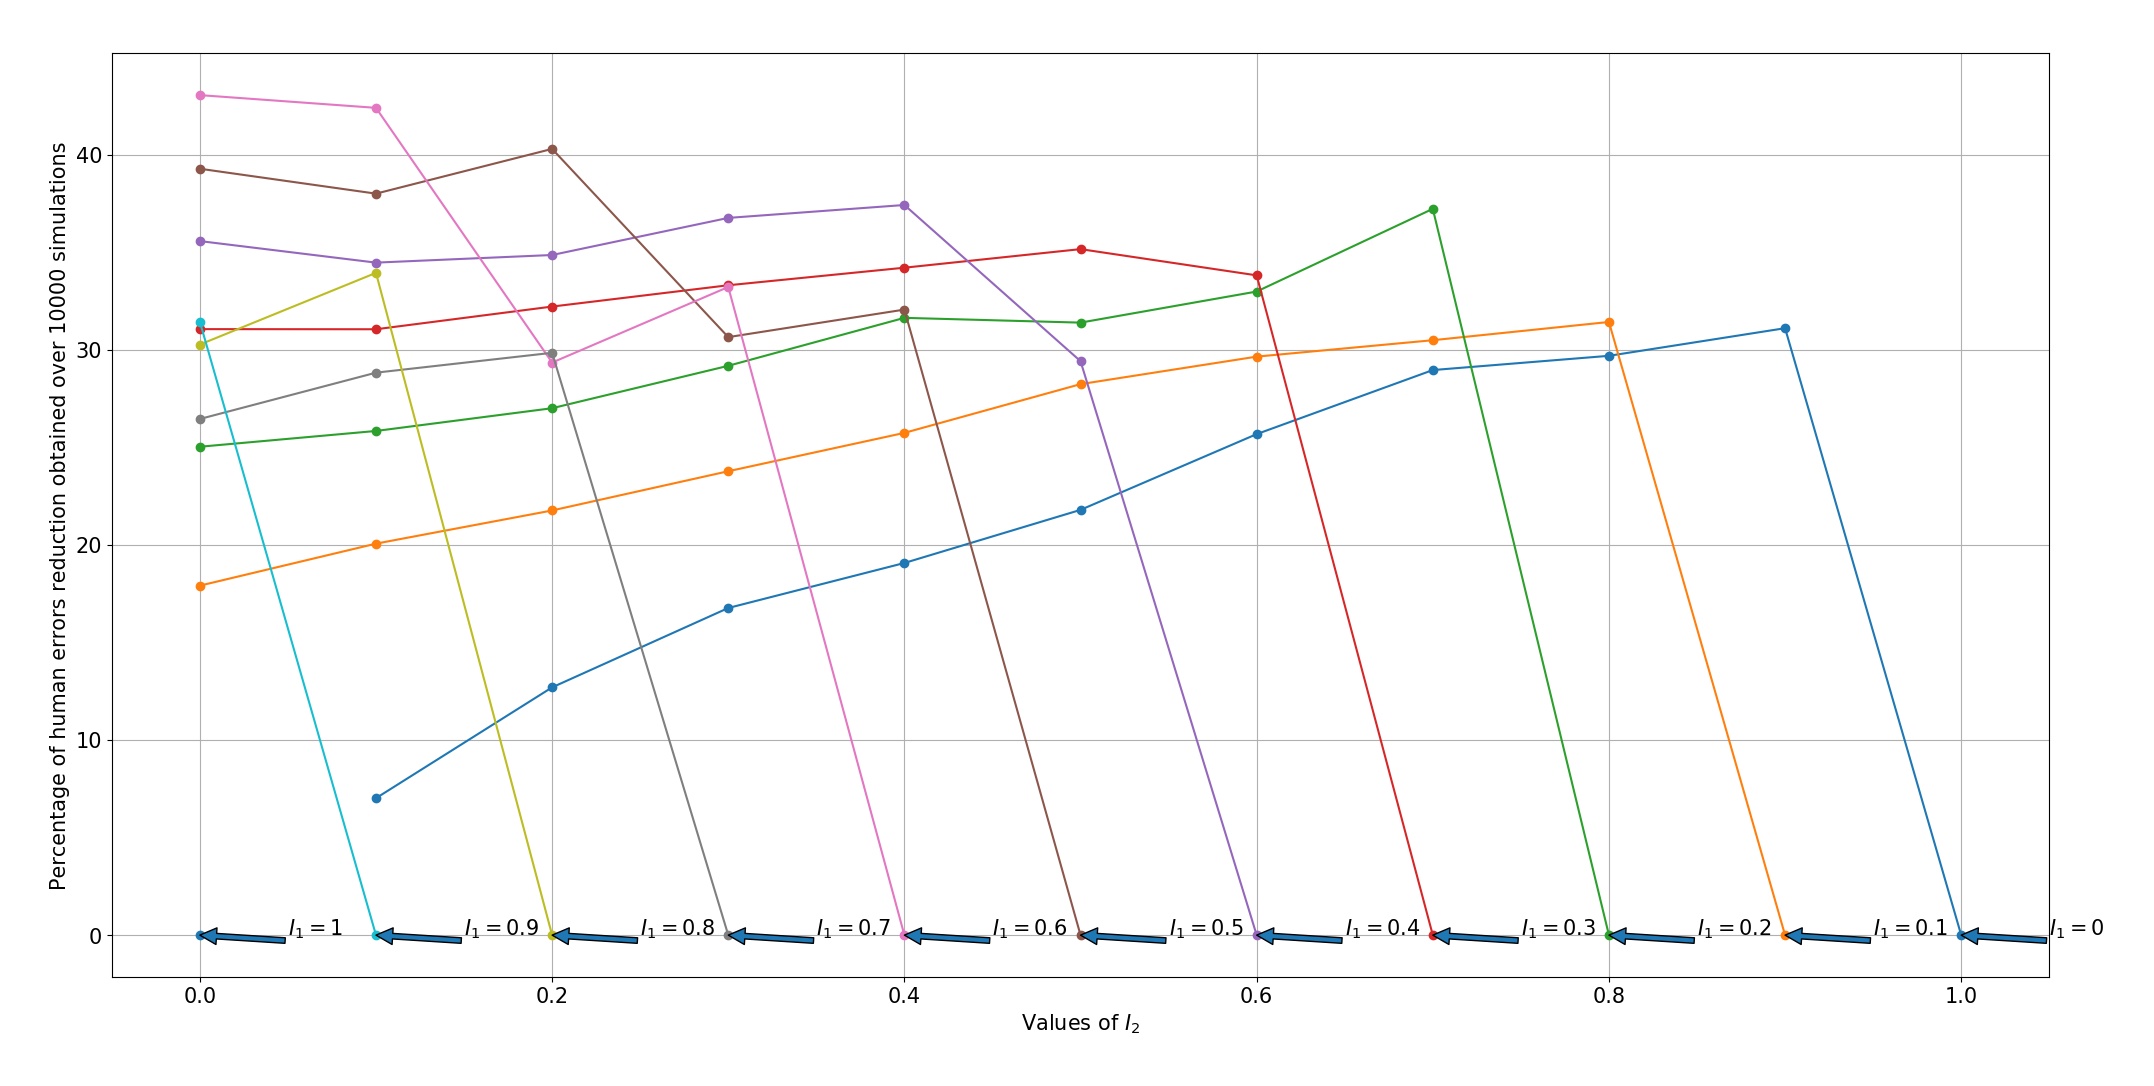 Percentage of human errors reduction obtained over 10000 simulations
40
30
20
10
0
I₁ = 1
I₁ = 0.9
I₁ = 0.8
I₁ = 0.7
I₁ = 0.6
I₁ = 0.5
I₁ = 0.4
I₁ = 0.3
I₁ = 0.2
I₁ = 0.1
I₁ = 0
0.0 0.2 0.4 0.6 0.8 1.0
Values of I₂